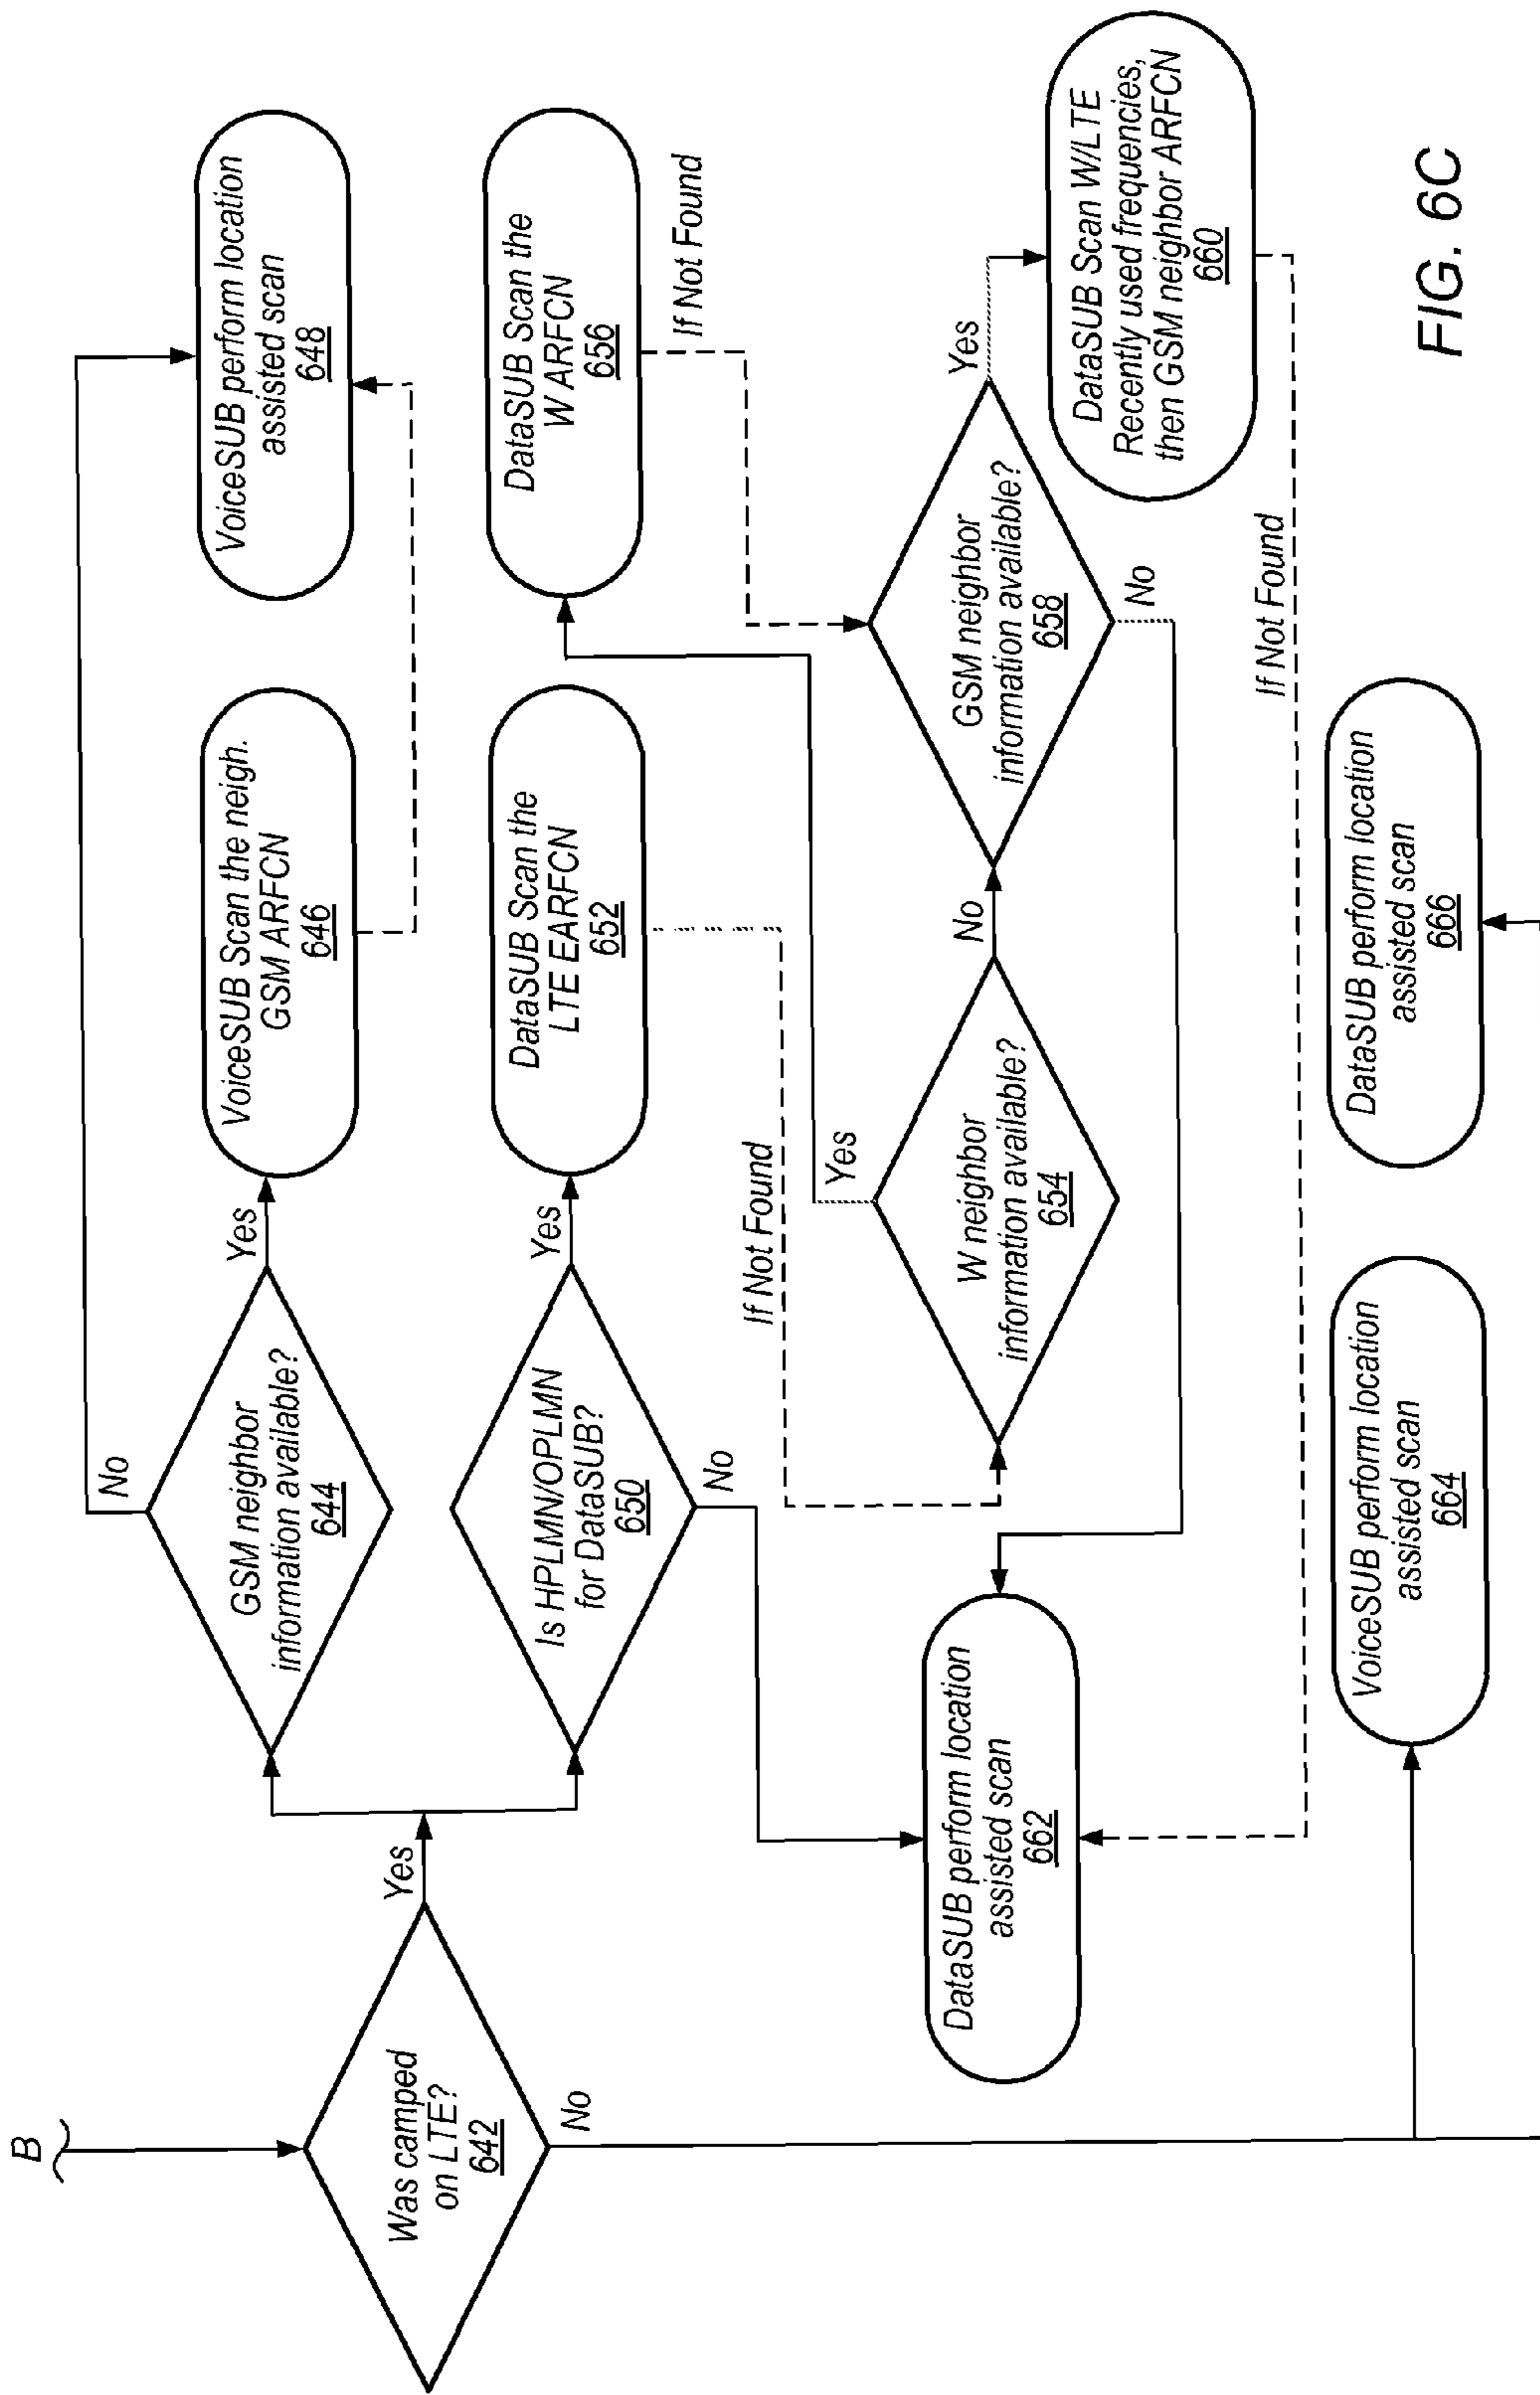 B
Was camped
on LTE?
642
Yes
No
GSM neighbor
information available?
644
No
Yes
VoiceSUB Scan the neigh.
GSM ARFCN
646
VoiceSUB perform location
assisted scan
648
Is HPLMN/OPLMN
for DataSUB?
650
Yes
No
DataSUB Scan the
LTE EARFCN
652
If Not Found
DataSUB Scan the
W ARFCN
656
If Not Found
W neighbor
information available?
654
Yes
No
GSM neighbor
information available?
658
Yes
No
DataSUB Scan W/LTE
Recently used frequencies,
then GSM neighbor ARFCN
660
If Not Found
DataSUB perform location
assisted scan
662
VoiceSUB perform location
assisted scan
664
DataSUB perform location
assisted scan
666
FIG. 6C